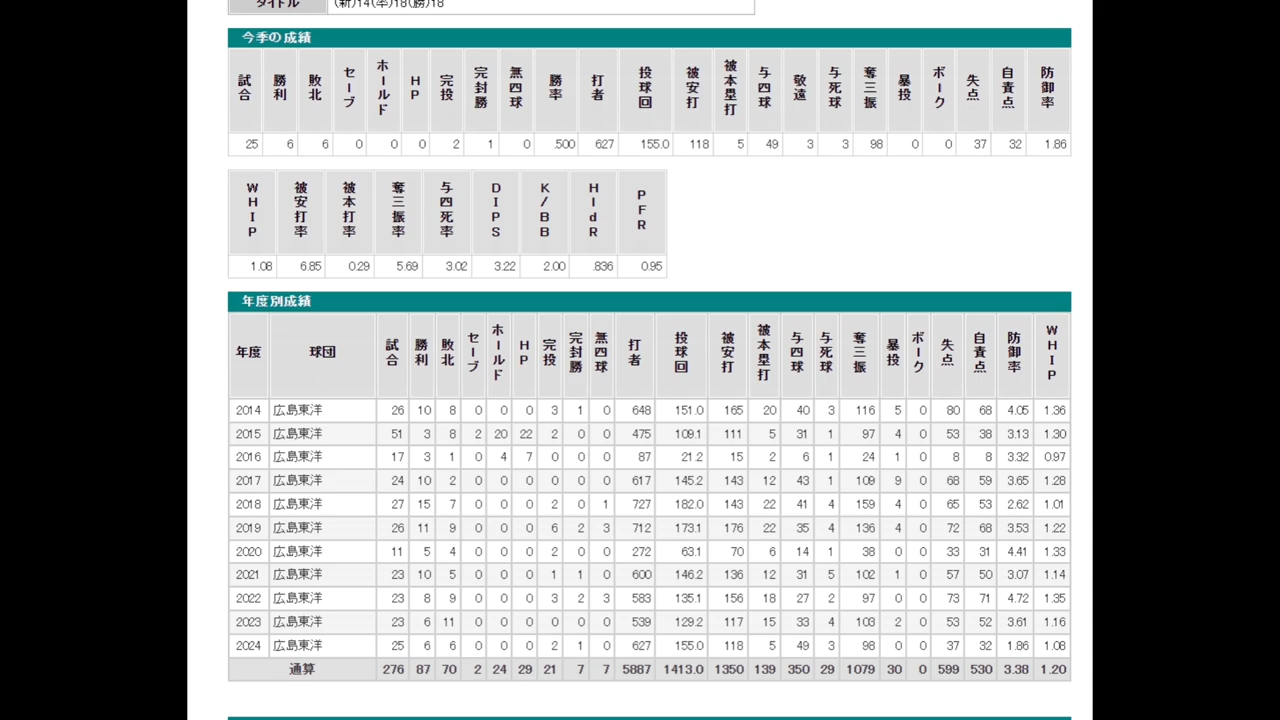 タイトル (新)14(卒)18(勝)18
今季の成績
試合 勝利 敗北 セーブ ホールド HP 完投 完封勝 無四球 勝率 打者 投球回 被安打 被本塁打 与四球 敬遠 与死球 奪三振 暴投 ボーク 失点 自責点 防御率
25 6 6 0 0 0 2 1 0 .500 627 155.0 118 5 49 3 3 98 0 0 37 32 1.86
WHIP 被安打率 被本打率 奪三振率 与四死率 DIPS K/BB HldR PFR
1.08 6.85 0.29 5.69 3.02 3.22 2.00 .836 0.95
年度別成績
年度 球団 試合 勝利 敗北 セーブ ホールド HP 完投 完封勝 無四球 打者 投球回 被安打 被本塁打 与四球 与死球 奪三振 暴投 ボーク 失点 自責点 防御率 WHIP
2014 広島東洋 26 10 8 0 0 0 3 1 0 648 151.0 165 20 40 3 116 5 0 80 68 4.05 1.36
2015 広島東洋 51 3 8 2 20 22 2 0 0 475 109.1 111 5 31 1 97 4 0 53 38 3.13 1.30
2016 広島東洋 17 3 1 0 4 7 0 0 0 87 21.2 15 2 6 1 24 1 0 8 8 3.32 0.97
2017 広島東洋 24 10 2 0 0 0 0 0 0 617 145.2 143 12 43 1 109 9 0 68 59 3.65 1.28
2018 広島東洋 27 15 7 0 0 0 2 0 1 727 182.0 143 22 41 4 159 4 0 65 53 2.62 1.01
2019 広島東洋 26 11 9 0 0 0 6 2 3 712 173.1 176 22 35 4 136 4 0 72 68 3.53 1.22
2020 広島東洋 11 5 4 0 0 0 2 0 0 272 63.1 70 6 14 1 38 0 0 33 31 4.41 1.33
2021 広島東洋 23 10 5 0 0 0 1 1 0 600 146.2 136 12 31 5 102 1 0 57 50 3.07 1.14
2022 広島東洋 23 8 9 0 0 0 3 2 3 583 135.1 156 18 27 2 97 0 0 73 71 4.72 1.35
2023 広島東洋 23 6 11 0 0 0 0 0 0 539 129.2 117 15 33 4 103 2 0 53 52 3.61 1.16
2024 広島東洋 25 6 6 0 0 0 2 1 0 627 155.0 118 5 49 3 98 0 0 37 32 1.86 1.08
通算 276 87 70 2 24 29 21 7 7 5887 1413.0 1350 139 350 29 1079 30 0 599 530 3.38 1.20